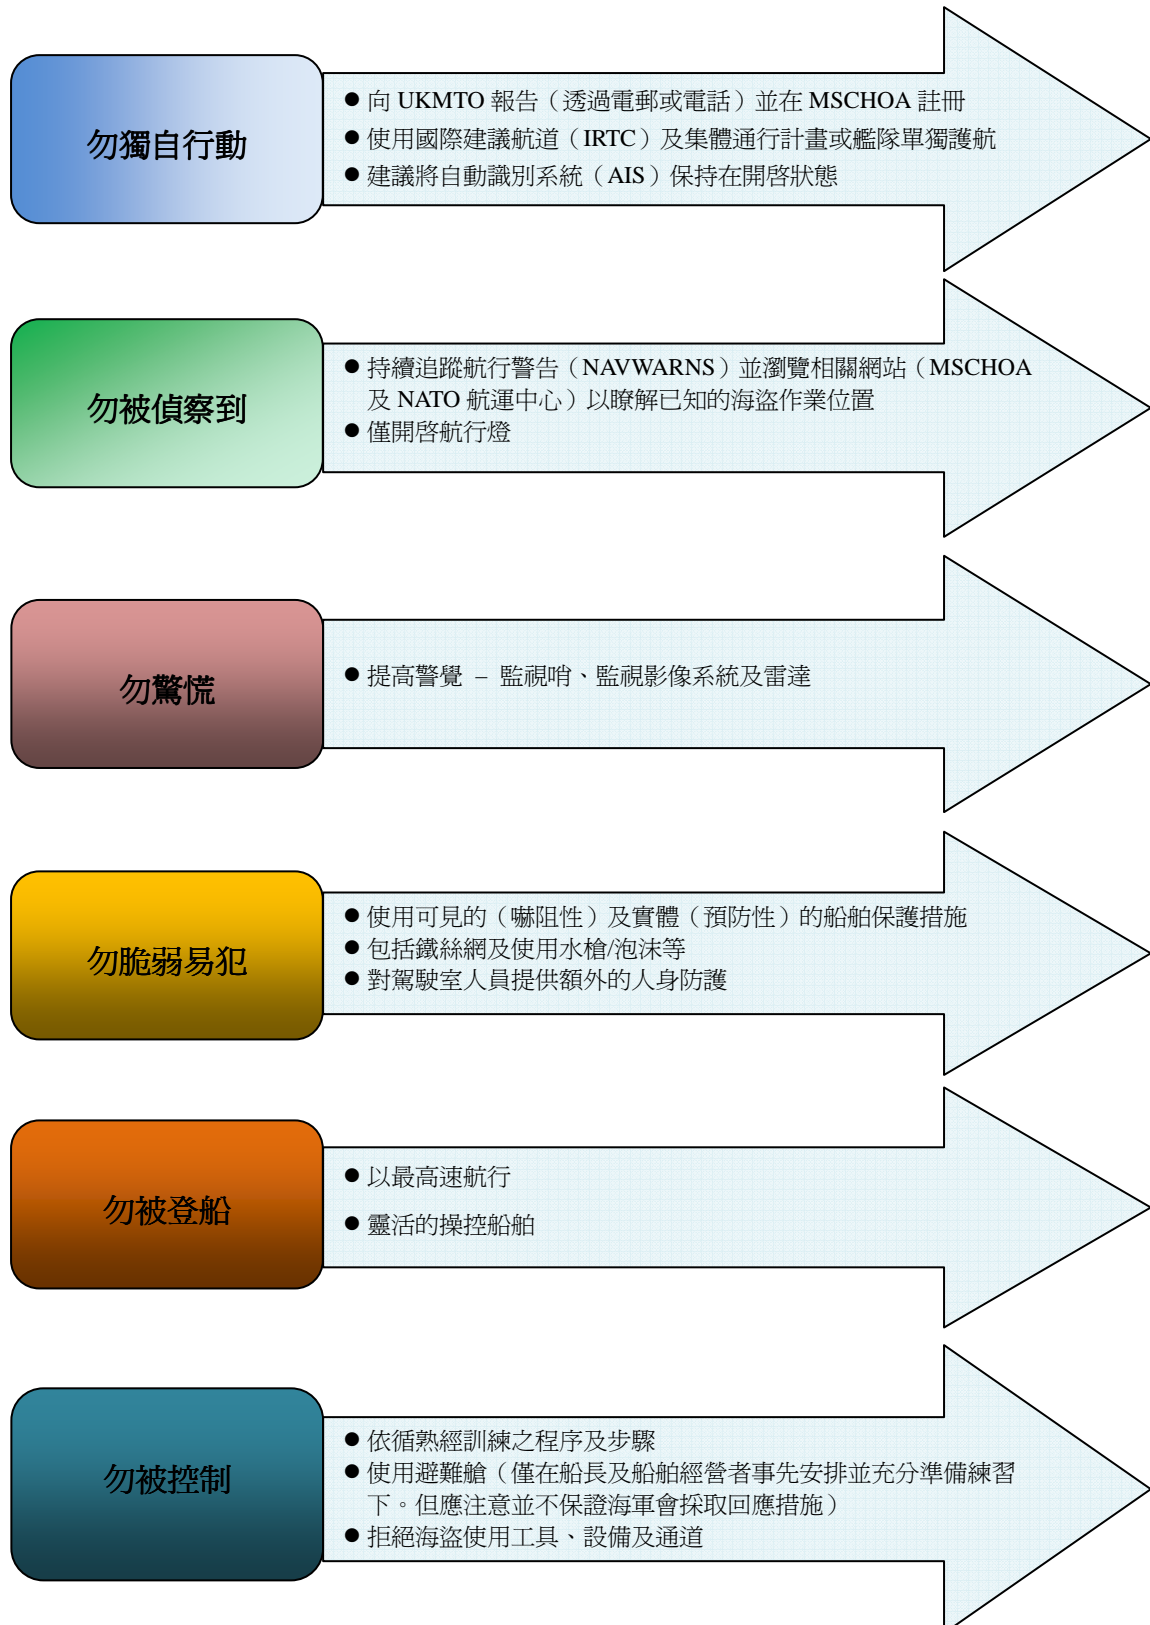 勿獨自行動
● 向 UKMTO 報告（透過電郵或電話）並在 MSCHOA 註冊
● 使用國際建議航道（IRTC）及集體通行計畫或艦隊單獨護航
● 建議將自動識別系統（AIS）保持在開啓狀態
勿被偵察到
● 持續追蹤航行警告（NAVWARNS）並瀏覽相關網站（MSCHOA
及 NATO 航運中心）以瞭解已知的海盜作業位置
● 僅開啓航行燈
勿驚慌
● 提高警覺 – 監視哨、監視影像系統及雷達
勿脆弱易犯
● 使用可見的（嚇阻性）及實體（預防性）的船舶保護措施
● 包括鐵絲網及使用水槍/泡沫等
● 對駕駛室人員提供額外的人身防護
勿被登船
● 以最高速航行
● 靈活的操控船舶
勿被控制
● 依循熟經訓練之程序及步驟
● 使用避難艙（僅在船長及船舶經營者事先安排並充分準備練習
下。但應注意並不保證海軍會採取回應措施）
● 拒絕海盜使用工具、設備及通道